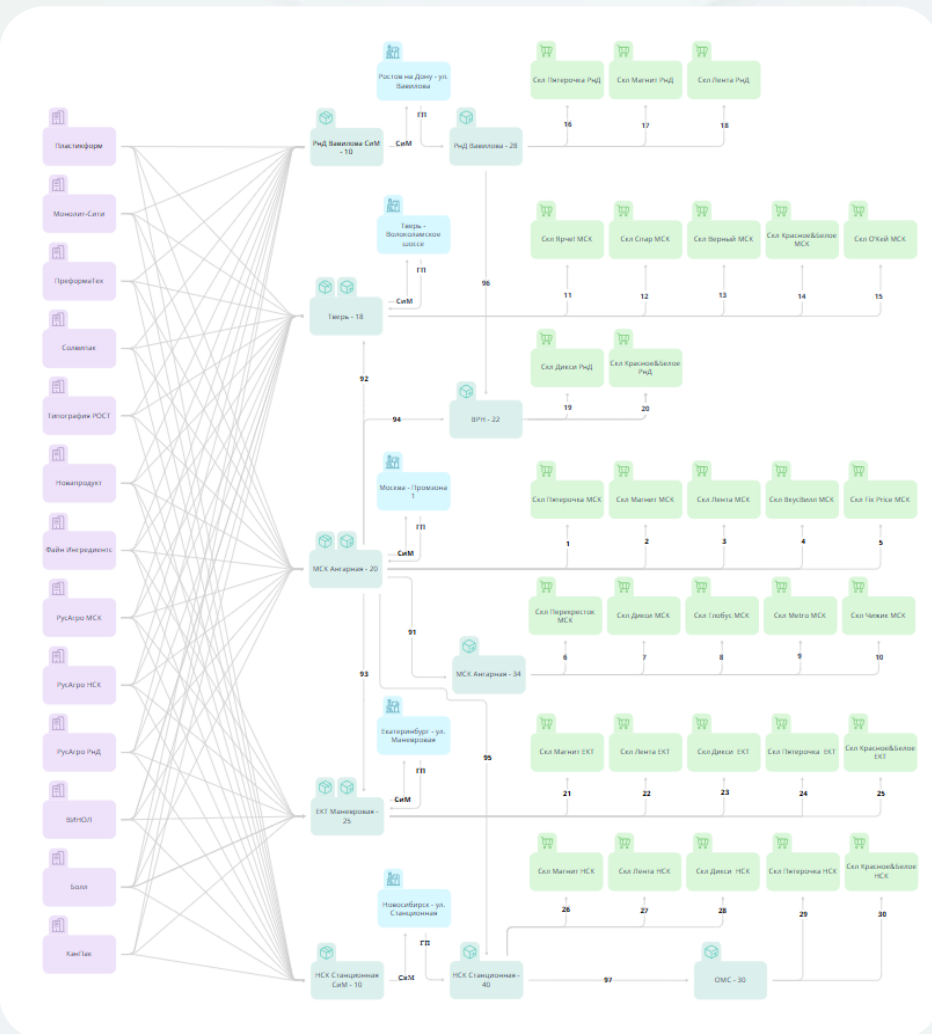 Пластикформ
Монолит-Сити
ПреформаТех
Солвипак
Типография РОСТ
Новапродукт
Файн Ингредиентс
РусАгро МСК
РусАгро НСК
РусАгро РнД
ВИНОЛ
Болл
КанПак
Ростов на Дону - ул.
Вавилова
РнД Вавилова СиМ
- 10
СиМ
ГП
РнД Вавилова - 28
Скл Пятерочка РнД
Скл Магнит РнД
Скл Лента РнД
16
17
18
96
Тверь -
Волоколамское
шоссе
Тверь - 18
СиМ
ГП
Скл Ярче! МСК
Скл Спар МСК
Скл Верный МСК
Скл Красное&Белое
МСК
Скл О'Кей МСК
11
12
13
14
15
92
94
ВРН - 22
Скл Дикси РнД
Скл Красное&Белое
РнД
19
20
Москва - Промзона
1
МСК Ангарная - 20
СиМ
ГП
Скл Пятерочка МСК
Скл Магнит МСК
Скл Лента МСК
Скл ВкусВилл МСК
Скл Fix Price МСК
1
2
3
4
5
91
93
95
МСК Ангарная - 34
Скл Перекресток
МСК
Скл Дикси МСК
Скл Глобус МСК
Скл Metro МСК
Скл Чижик МСК
6
7
8
9
10
Екатеринбург - ул.
Маневровая
ЕКТ Маневровая -
25
СиМ
ГП
Скл Магнит ЕКТ
Скл Лента ЕКТ
Скл Дикси ЕКТ
Скл Пятерочка ЕКТ
Скл Красное&Белое
ЕКТ
21
22
23
24
25
Новосибирск - ул.
Станционная
НСК Станционная
СиМ - 10
СиМ
ГП
НСК Станционная -
40
Скл Магнит НСК
Скл Лента НСК
Скл Дикси НСК
Скл Пятерочка НСК
Скл Красное&Белое
НСК
26
27
28
29
30
97
ОМС - 30